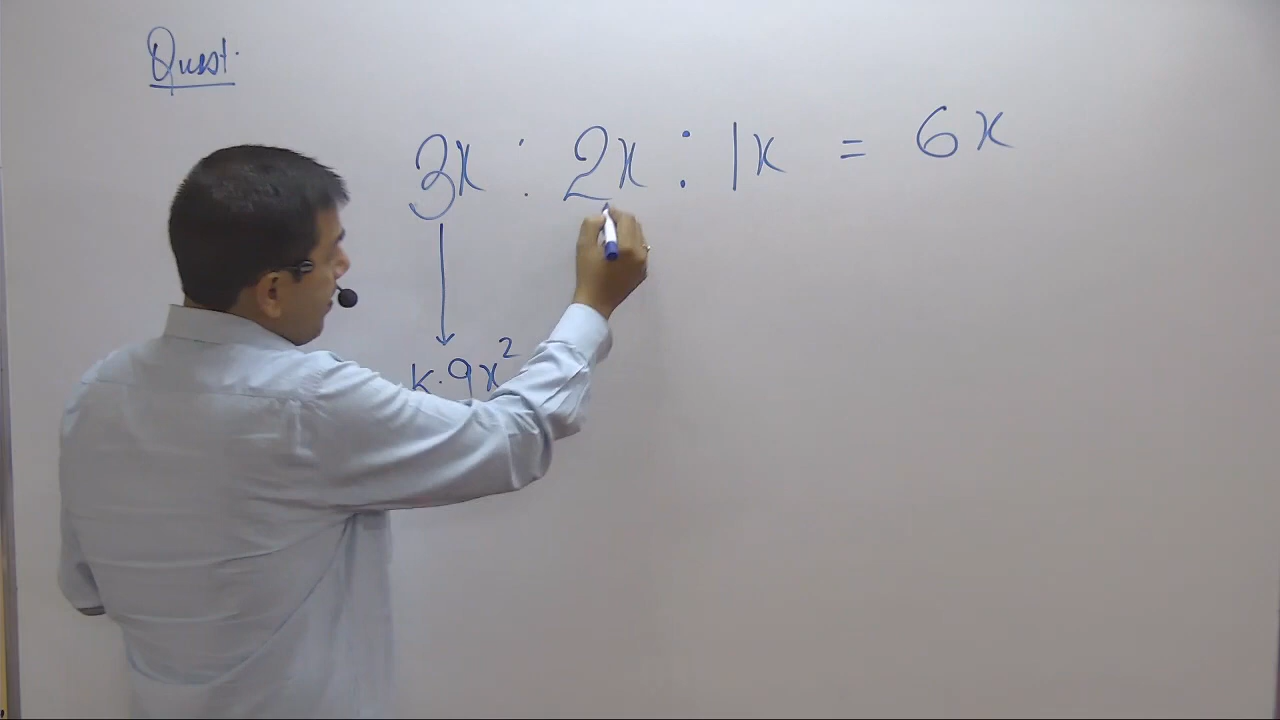 Quest.
3x : 2x : 1x = 6x
k.9x²